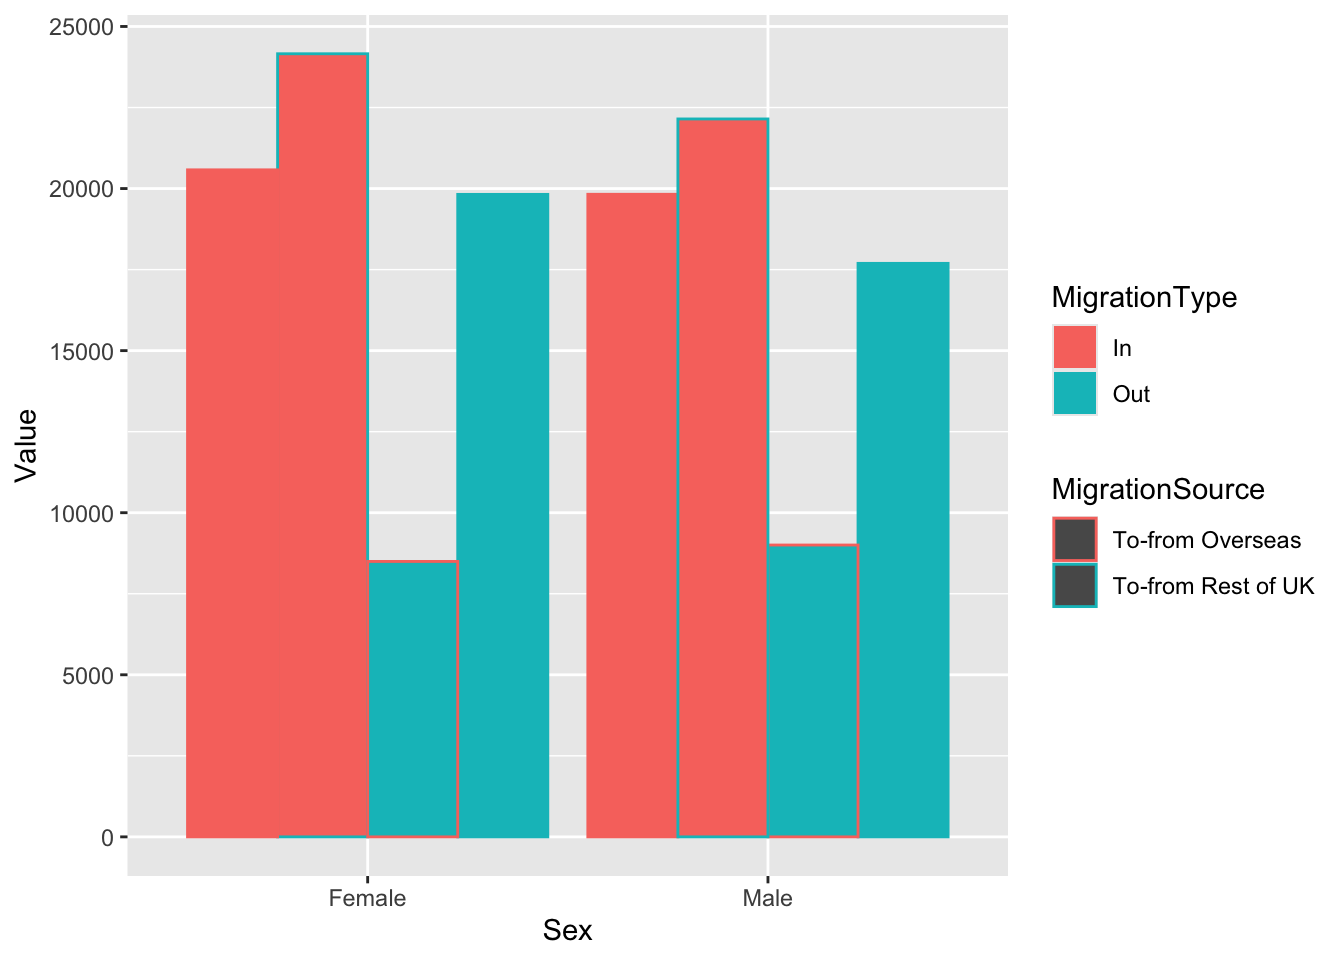 25000
20000
15000
10000
5000
0
Value
Female
Male
Sex
MigrationType
In
Out
MigrationSource
To-from Overseas
To-from Rest of UK